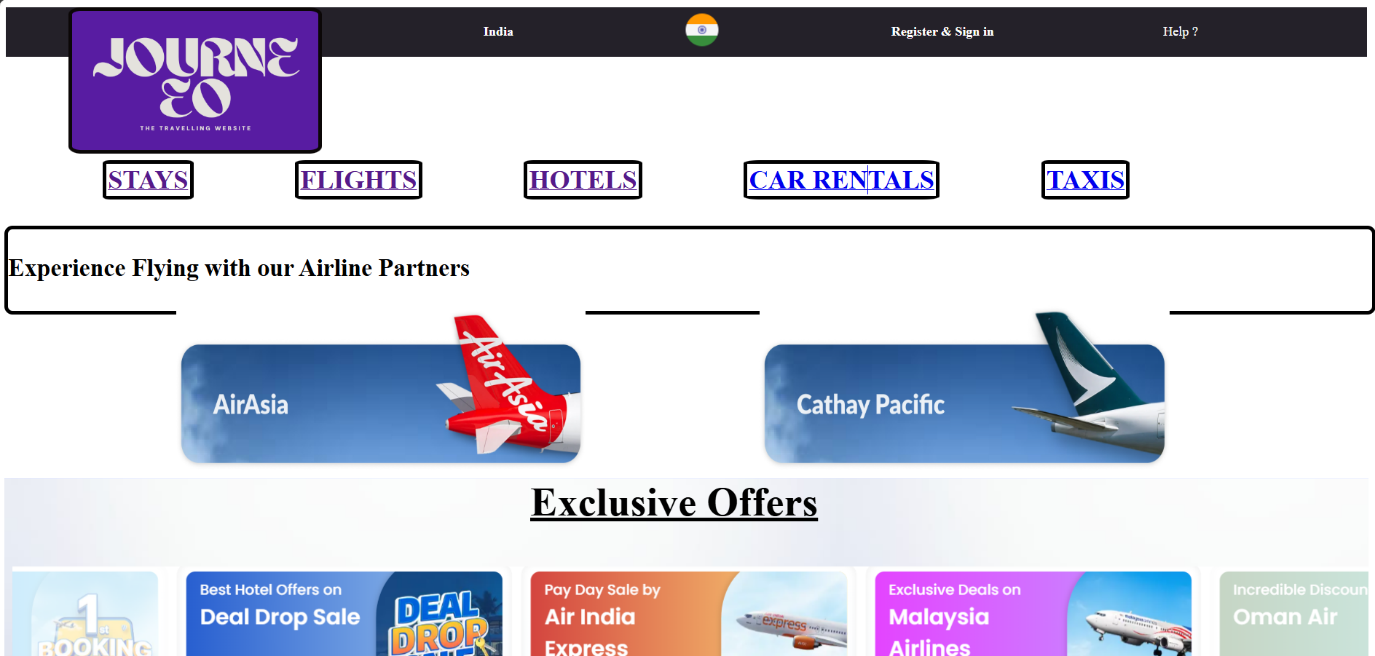 India
Register & Sign in
Help ?
JOURNE
EO
THE TRAVELLING WEBSITE
STAYS
FLIGHTS
HOTELS
CAR RENTALS
TAXIS
Experience Flying with our Airline Partners
AirAsia
AirAsia
Cathay Pacific
Exclusive Offers
1st
BOOKING
Best Hotel Offers on
Deal Drop Sale
DEAL
DROP
Pay Day Sale by
Air India
Express
express
Exclusive Deals on
Malaysia
Airlines
Incredible Discoun
Oman Air